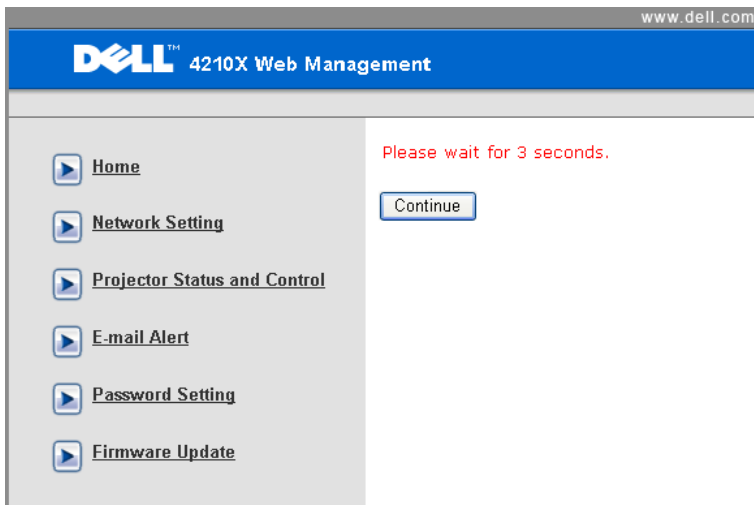 www.dell.com
DELL™ 4210X Web Management
Home
Network Setting
Projector Status and Control
E-mail Alert
Password Setting
Firmware Update
Please wait for 3 seconds.
Continue